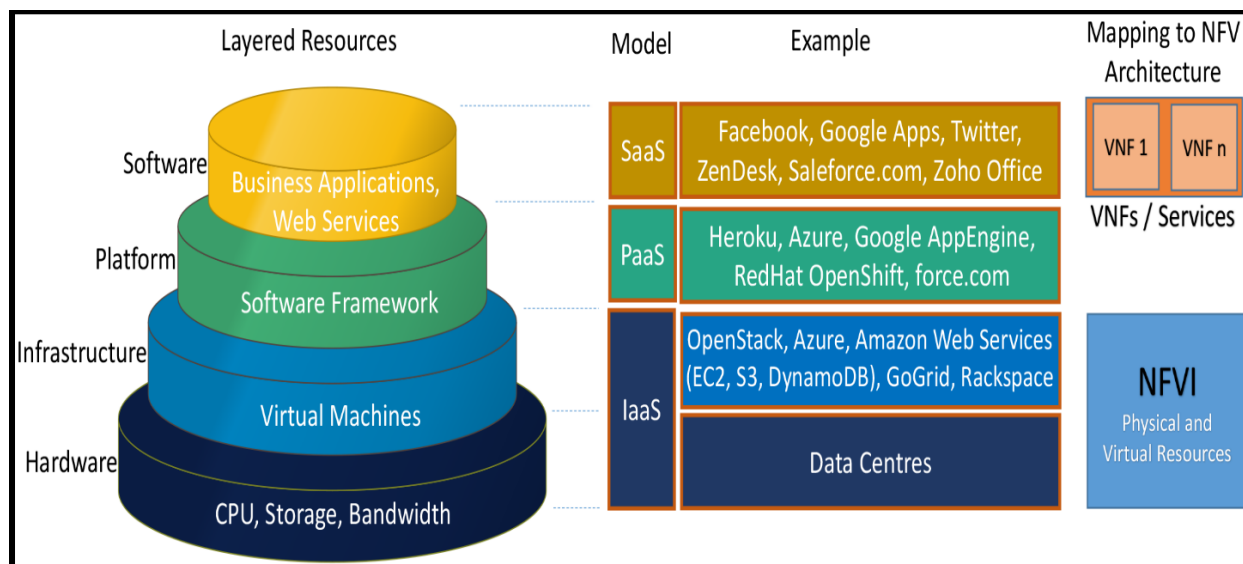 Layered Resources
Model
Example
Mapping to NFV
Architecture
Software
Business Applications,
Web Services
SaaS
Facebook, Google Apps, Twitter,
ZenDesk, Saleforce.com, Zoho Office
VNF 1
VNF n
VNFs / Services
Platform
Software Framework
PaaS
Heroku, Azure, Google AppEngine,
RedHat OpenShift, force.com
Infrastructure
Virtual Machines
IaaS
OpenStack, Azure, Amazon Web Services
(EC2, S3, DynamoDB), GoGrid, Rackspace
NFVI
Physical and
Virtual Resources
Hardware
CPU, Storage, Bandwidth
Data Centres